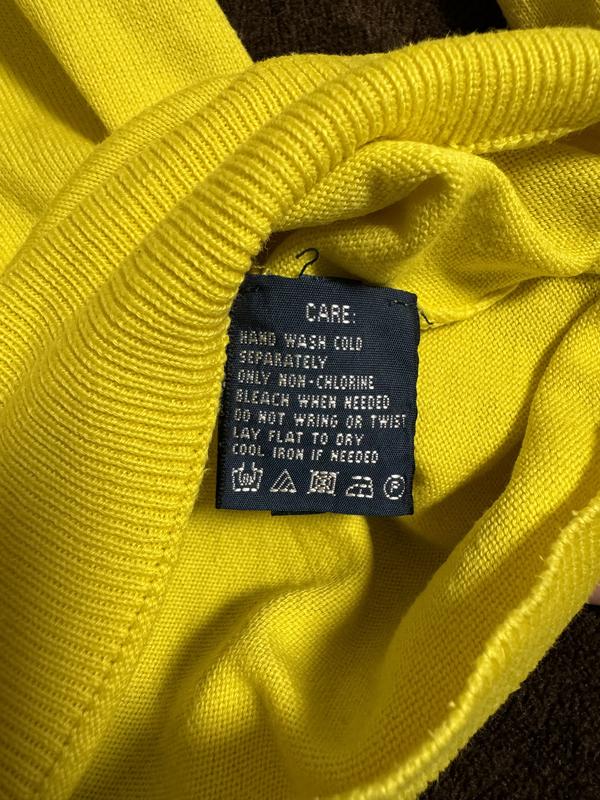 CARE:
HAND WASH COLD
SEPARATELY
ONLY NON-CHLORINE
BLEACH WHEN NEEDED
DO NOT WRING OR TWIST
LAY FLAT TO DRY
COOL IRON IF NEEDED
P